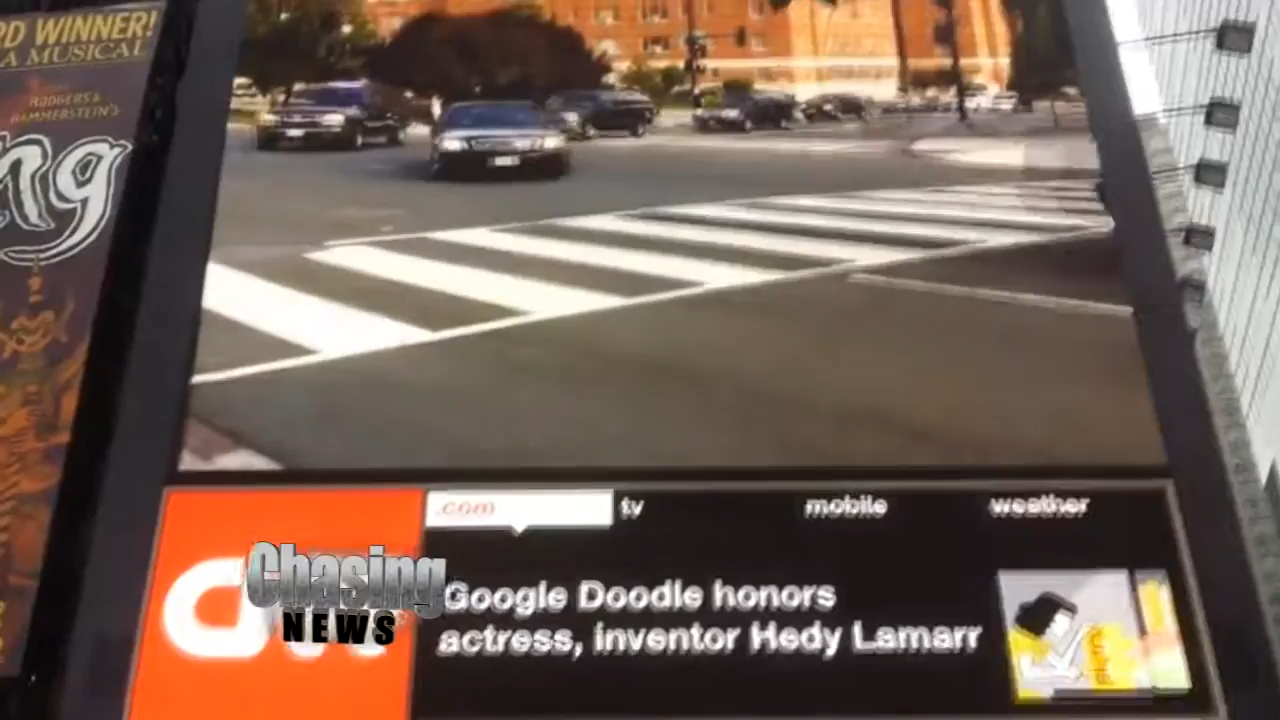 RD WINNER!
A MUSICAL
RODGERS &
HAMMERSTEIN'S
ng
.com
tv
mobile
weather
Chasing
NEWS
Google Doodle honors
actress, inventor Hedy Lamarr